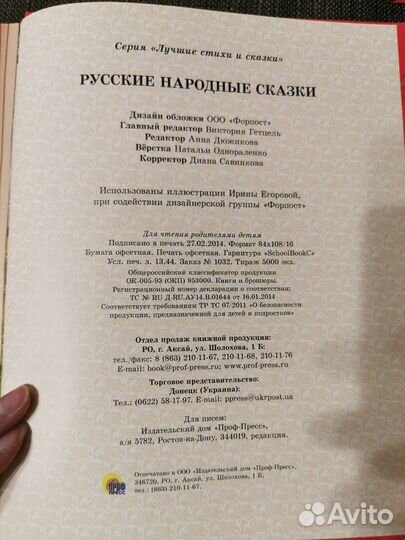 Серия «Лучшие стихи и сказки»
РУССКИЕ НАРОДНЫЕ СКАЗКИ
Дизайн обложки ООО «Форпост»
Главный редактор Виктория Гетцель
Редактор Анна Дюжикова
Вёрстка Натальи Однораленко
Корректор Диана Савинкова
Использованы иллюстрации Ирины Егоровой,
при содействии дизайнерской группы «Форпост»
Для чтения родителями детям
Подписано в печать 27.02.2014. Формат 84х108/16
Бумага офсетная. Печать офсетная. Гарнитура «SchoolBookC»
Усл. печ. л. 13,44. Заказ № 1032. Тираж 5000 экз.
Общероссийский классификатор продукции
ОК-005-93 (ОКП) 953000. Книги и брошюры.
Регистрационный номер декларации о соответствии:
ТС № RU Д-RU.АУ14.В.01644 от 16.01.2014
Соответствует требованиям ТР ТС 07/2011 «О безопасности
продукции, предназначенной для детей и подростков»
Отдел продаж книжной продукции:
РО, г. Аксай, ул. Шолохова, 1 Б;
тел./факс: 8 (863) 210-11-67, 210-11-68, 210-11-76
E-mail: book@prof-press.ru; www.prof-press.ru
Торговое представительство:
Донецк (Украина):
Тел.: (0622) 58-17-97. E-mail: ppress@ukrpost.ua
Для писем:
Издательский дом «Проф-Пресс»,
а/я 5782, Ростов-на-Дону, 344019, редакция.
ПРОФ
ПРЕСС
Отпечатано в ООО «Издательский дом «Проф-Пресс»,
346720, РО, г. Аксай, ул. Шолохова, 1 Б;
тел.: (863) 210-11-67.
Avito